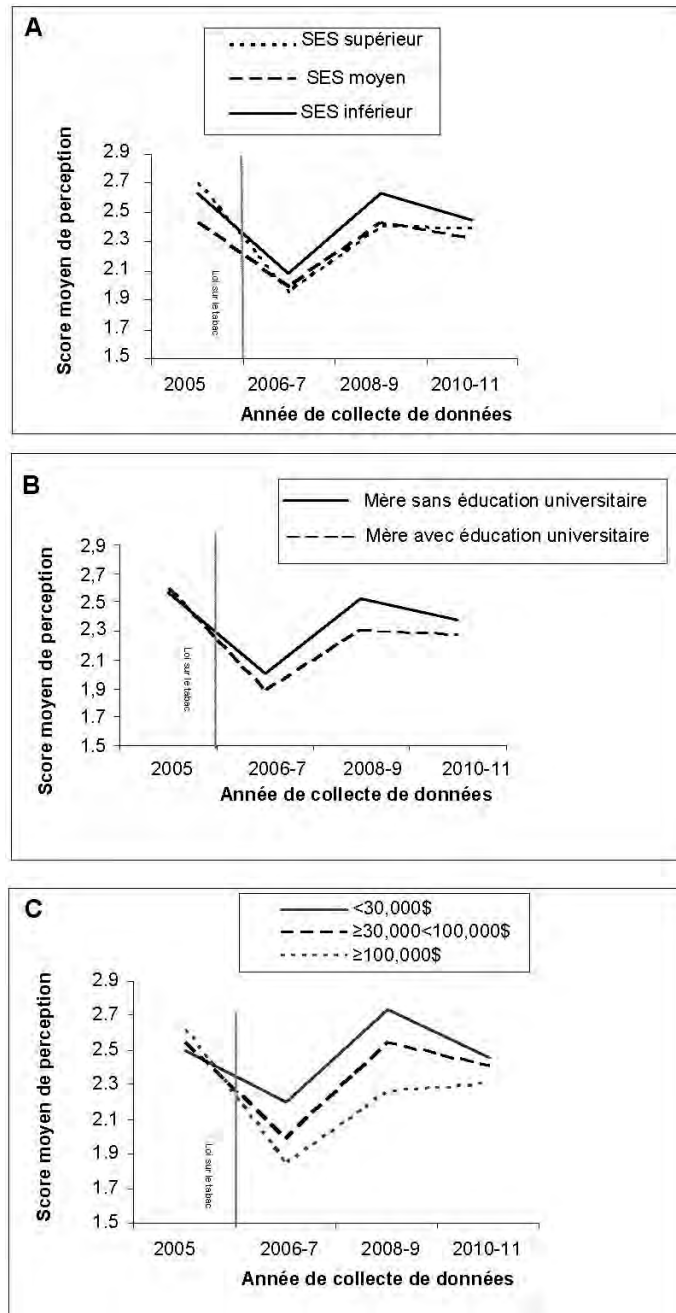 A
SES supérieur
SES moyen
SES inférieur
Score moyen de perception
2.9
2.7
2.5
2.3
2.1
1.9
1.7
1.5
Loi sur le tabac
2005 2006-7 2008-9 2010-11
Année de collecte de données
B
Mère sans éducation universitaire
Mère avec éducation universitaire
Score moyen de perception
2.9
2.7
2.5
2.3
2.1
1,9
1.7
1.5
Loi sur le tabac
2005 2006-7 2008-9 2010-11
Année de collecte de données
C
<30,000$
≥30,000<100,000$
≥100,000$
Score moyen de perception
2.9
2.7
2.5
2.3
2.1
1.9
1.7
1.5
Loi sur le tabac
2005 2006-7 2008-9 2010-11
Année de collecte de données